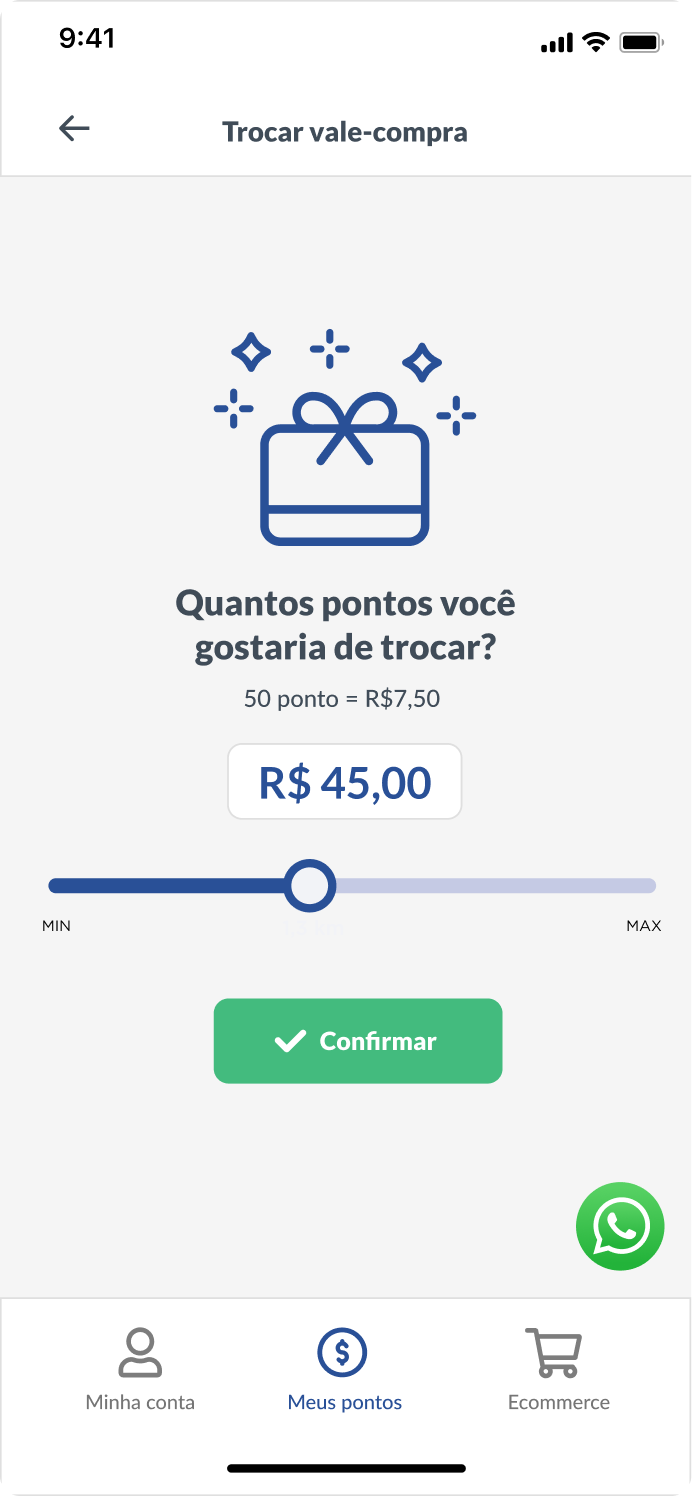 9:41
Trocar vale-compra
Quantos pontos você
gostaria de trocar?
50 ponto = R$7,50
R$ 45,00
MIN
MAX
Confirmar
Minha conta
Meus pontos
Ecommerce